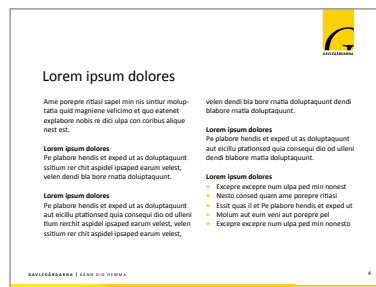 GAVLEGÅRDARNA
Lorem ipsum dolores
Ame porepre ritiasi sapel min nis sintiur molup-
tatia quid magniene velicimo et quo eatenet
explabore nobis re dici ulpa con coribus alique
nest est.
Lorem ipsum dolores
Pe plabore hendis et exped ut as doluptaquunt
ssitium rer chit aspidel ipsaped earum velest,
velen dendi bla bore rnatia doluptaquunt.
Lorem ipsum dolores
Pe plabore hendis et exped ut as doluptaquunt
aut eiciliu ptationsed quia consequi dio od ulleni
tium rerchit aspidel ipsaped earum velest, velen
ssitium rer chit aspidel ipsaped earum velest,
velen dendi bla bore rnatia doluptaquunt dendi
blabore rnatia doluptaquunt.
Lorem ipsum dolores
Pe plabore hendis et exped ut as doluptaquunt
aut eiciliu ptationsed quia consequi dio od ulleni
dendi blabore rnatia doluptaquunt.
Lorem ipsum dolores
• Excepre excepre num ulpa ped min nonest
• Nesto consed quam ame porepre ritiasi
• Essit quas il et Pe plabore hendis et exped ut
• Molum aut eum veni aut porepre pel
• Excepre excepre num ulpa ped min nonesto
GAVLEGÅRDARNA | KÄNN DIG HEMMA
4